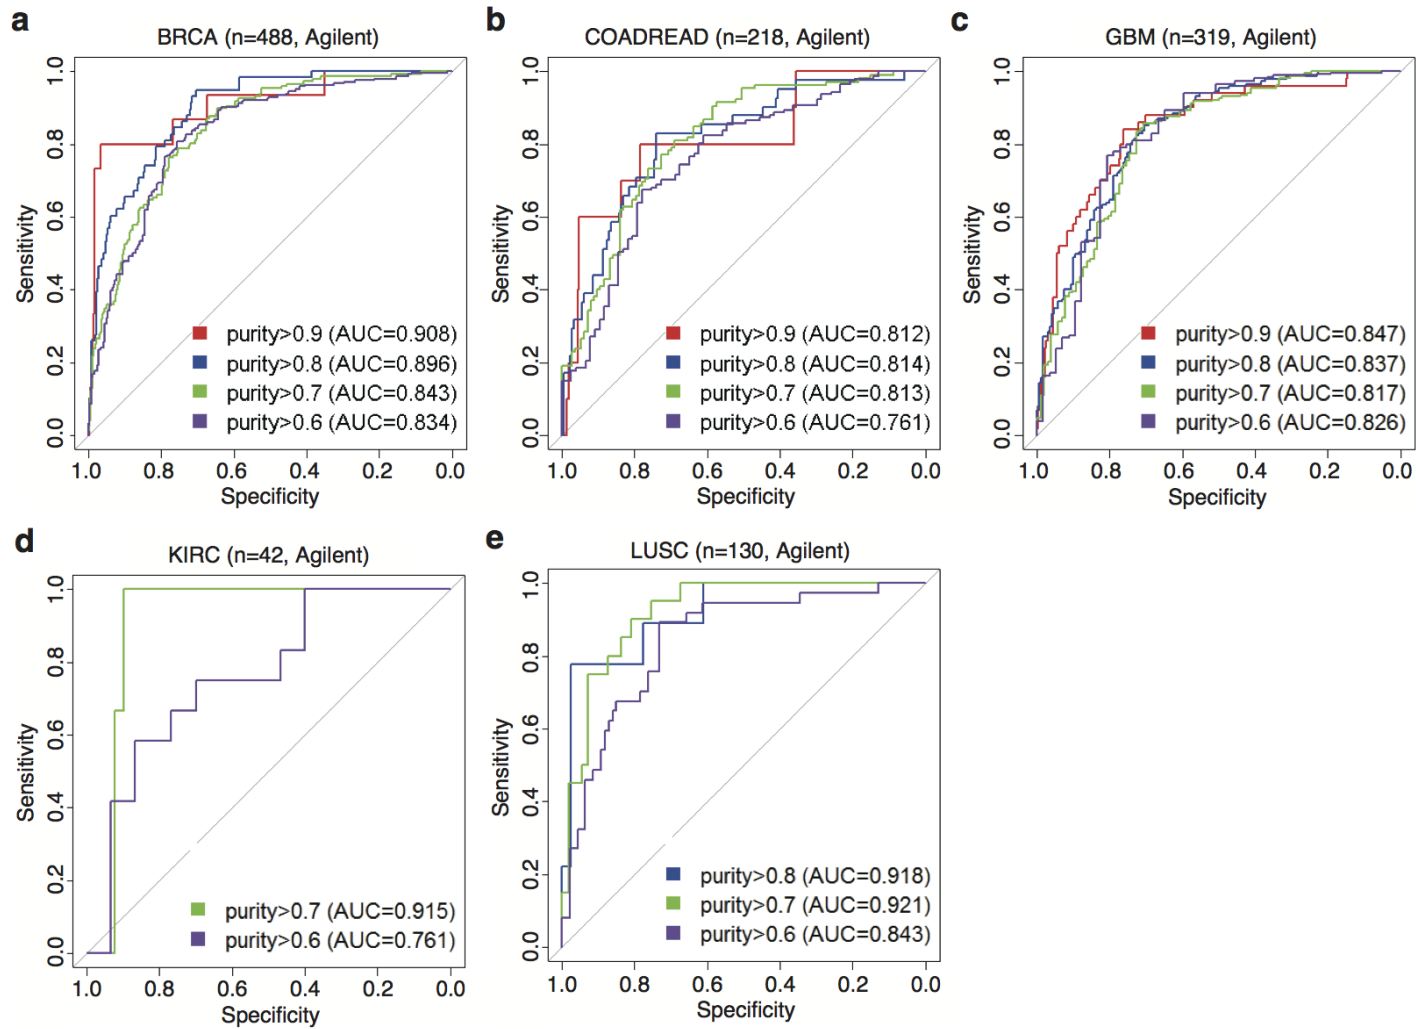 a
BRCA (n=488, Agilent)
1.0
0.8
0.6
0.4
0.2
0.0
Sensitivity
purity>0.9 (AUC=0.908)
purity>0.8 (AUC=0.896)
purity>0.7 (AUC=0.843)
purity>0.6 (AUC=0.834)
1.0 0.8 0.6 0.4 0.2 0.0
Specificity
b
COADREAD (n=218, Agilent)
1.0
0.8
0.6
0.4
0.2
0.0
Sensitivity
purity>0.9 (AUC=0.812)
purity>0.8 (AUC=0.814)
purity>0.7 (AUC=0.813)
purity>0.6 (AUC=0.761)
1.0 0.8 0.6 0.4 0.2 0.0
Specificity
c
GBM (n=319, Agilent)
1.0
0.8
0.6
0.4
0.2
0.0
Sensitivity
purity>0.9 (AUC=0.847)
purity>0.8 (AUC=0.837)
purity>0.7 (AUC=0.817)
purity>0.6 (AUC=0.826)
1.0 0.8 0.6 0.4 0.2 0.0
Specificity
d
KIRC (n=42, Agilent)
1.0
0.8
0.6
0.4
0.2
0.0
Sensitivity
purity>0.7 (AUC=0.915)
purity>0.6 (AUC=0.761)
1.0 0.8 0.6 0.4 0.2 0.0
Specificity
e
LUSC (n=130, Agilent)
1.0
0.8
0.6
0.4
0.2
0.0
Sensitivity
purity>0.8 (AUC=0.918)
purity>0.7 (AUC=0.921)
purity>0.6 (AUC=0.843)
1.0 0.8 0.6 0.4 0.2 0.0
Specificity